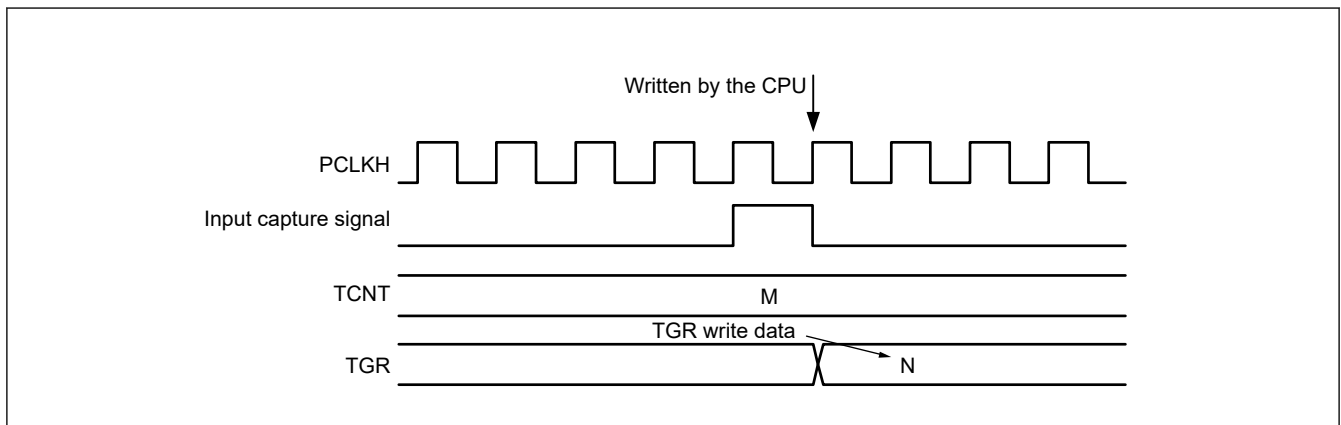 Written by the CPU
PCLKH
Input capture signal
TCNT
M
TGR write data
TGR
N